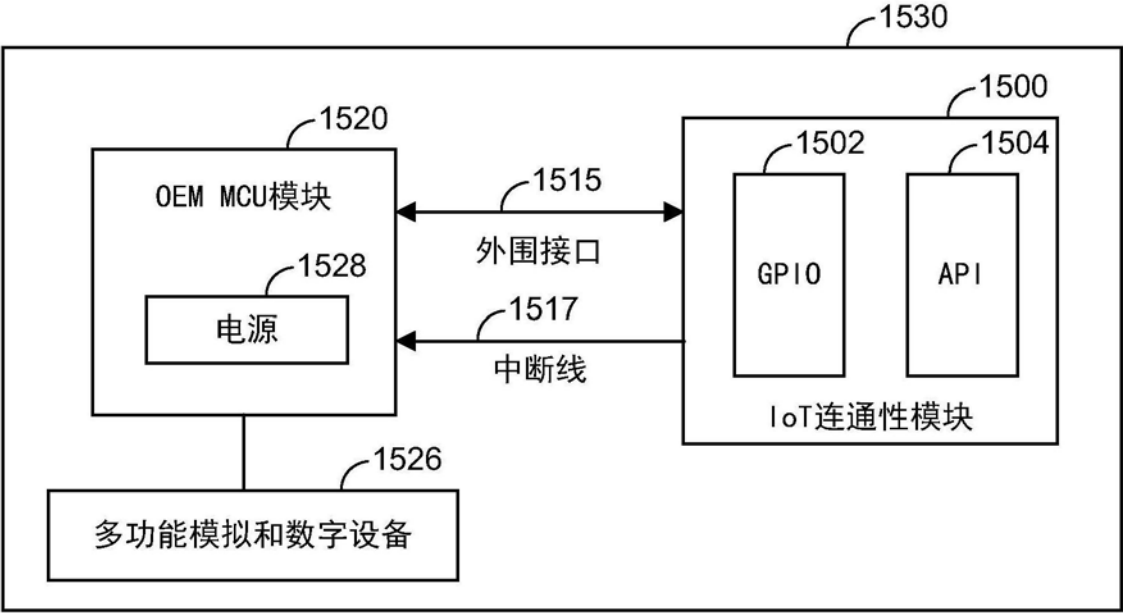 1530
1520
OEM MCU模块
1528
电源
1515
外围接口
1517
中断线
1500
1502
GPIO
1504
API
IoT连通性模块
1526
多功能模拟和数字设备